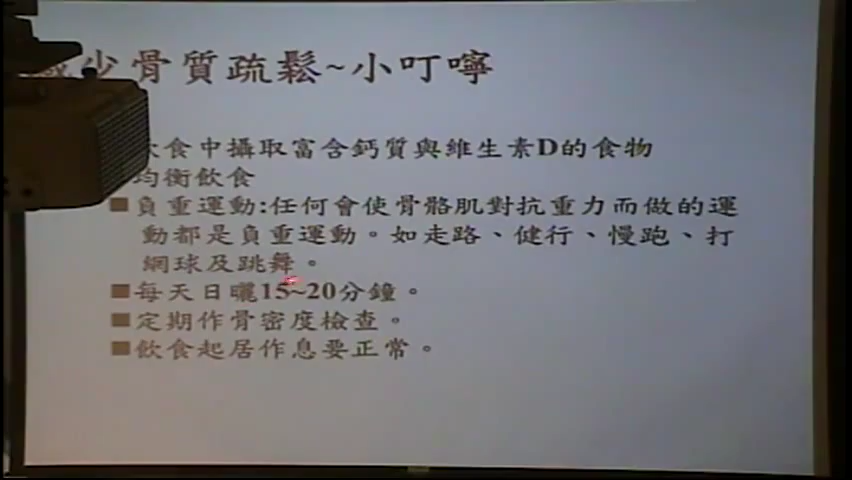 減少骨質疏鬆~小叮嚀
飲食中攝取富含鈣質與維生素D的食物
均衡飲食
■負重運動:任何會使骨骼肌對抗重力而做的運
動都是負重運動。如走路、健行、慢跑、打
網球及跳舞。
■每天日曬15~20分鐘。
■定期作骨密度檢查。
■飲食起居作息要正常。